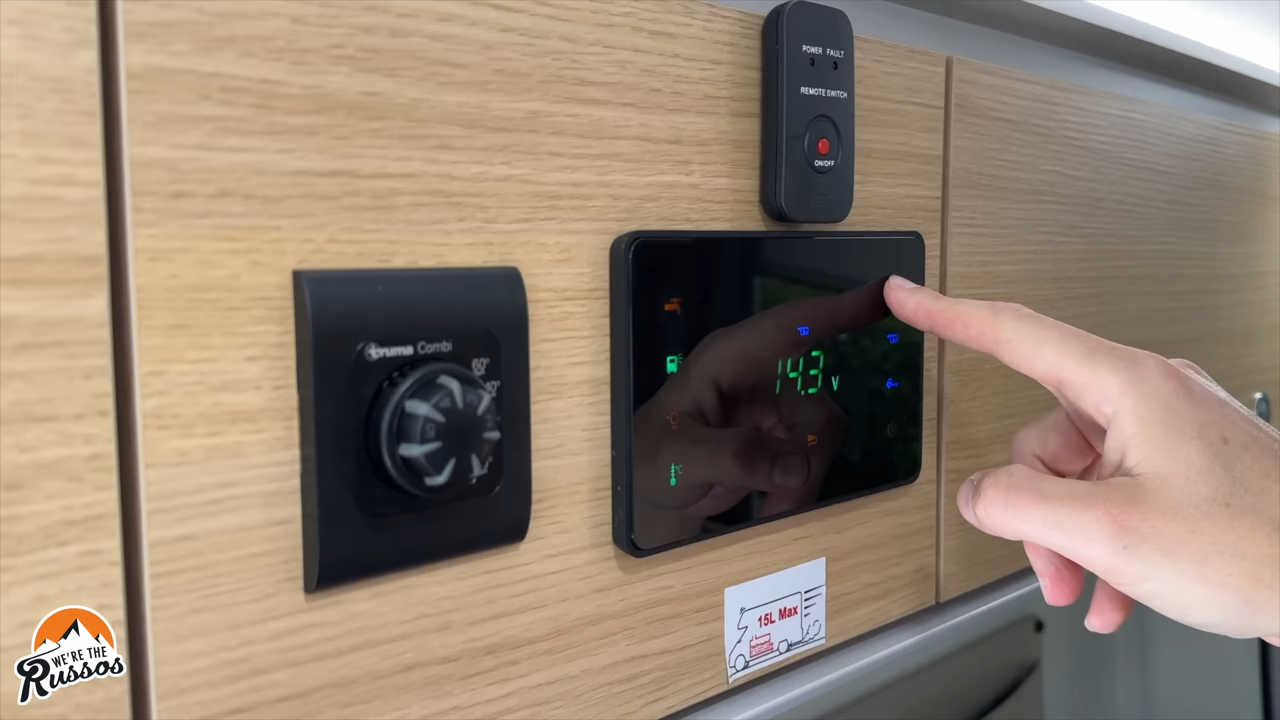 POWER FAULT
REMOTE SWITCH
ON/OFF
truma Combi
60°
40°
14.3 V
°C
15L Max
WE'RE THE
RUSSOS